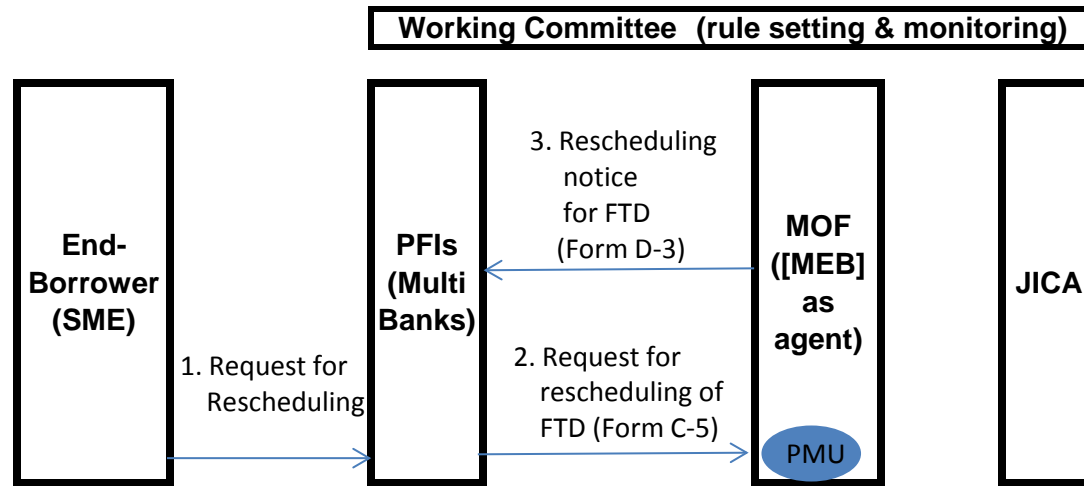 Working Committee (rule setting & monitoring)
End-
Borrower
(SME)
1. Request for
Rescheduling
PFIs
(Multi
Banks)
3. Rescheduling
notice
for FTD
(Form D-3)
2. Request for
rescheduling of
FTD (Form C-5)
MOF
([MEB]
as
agent)
PMU
JICA